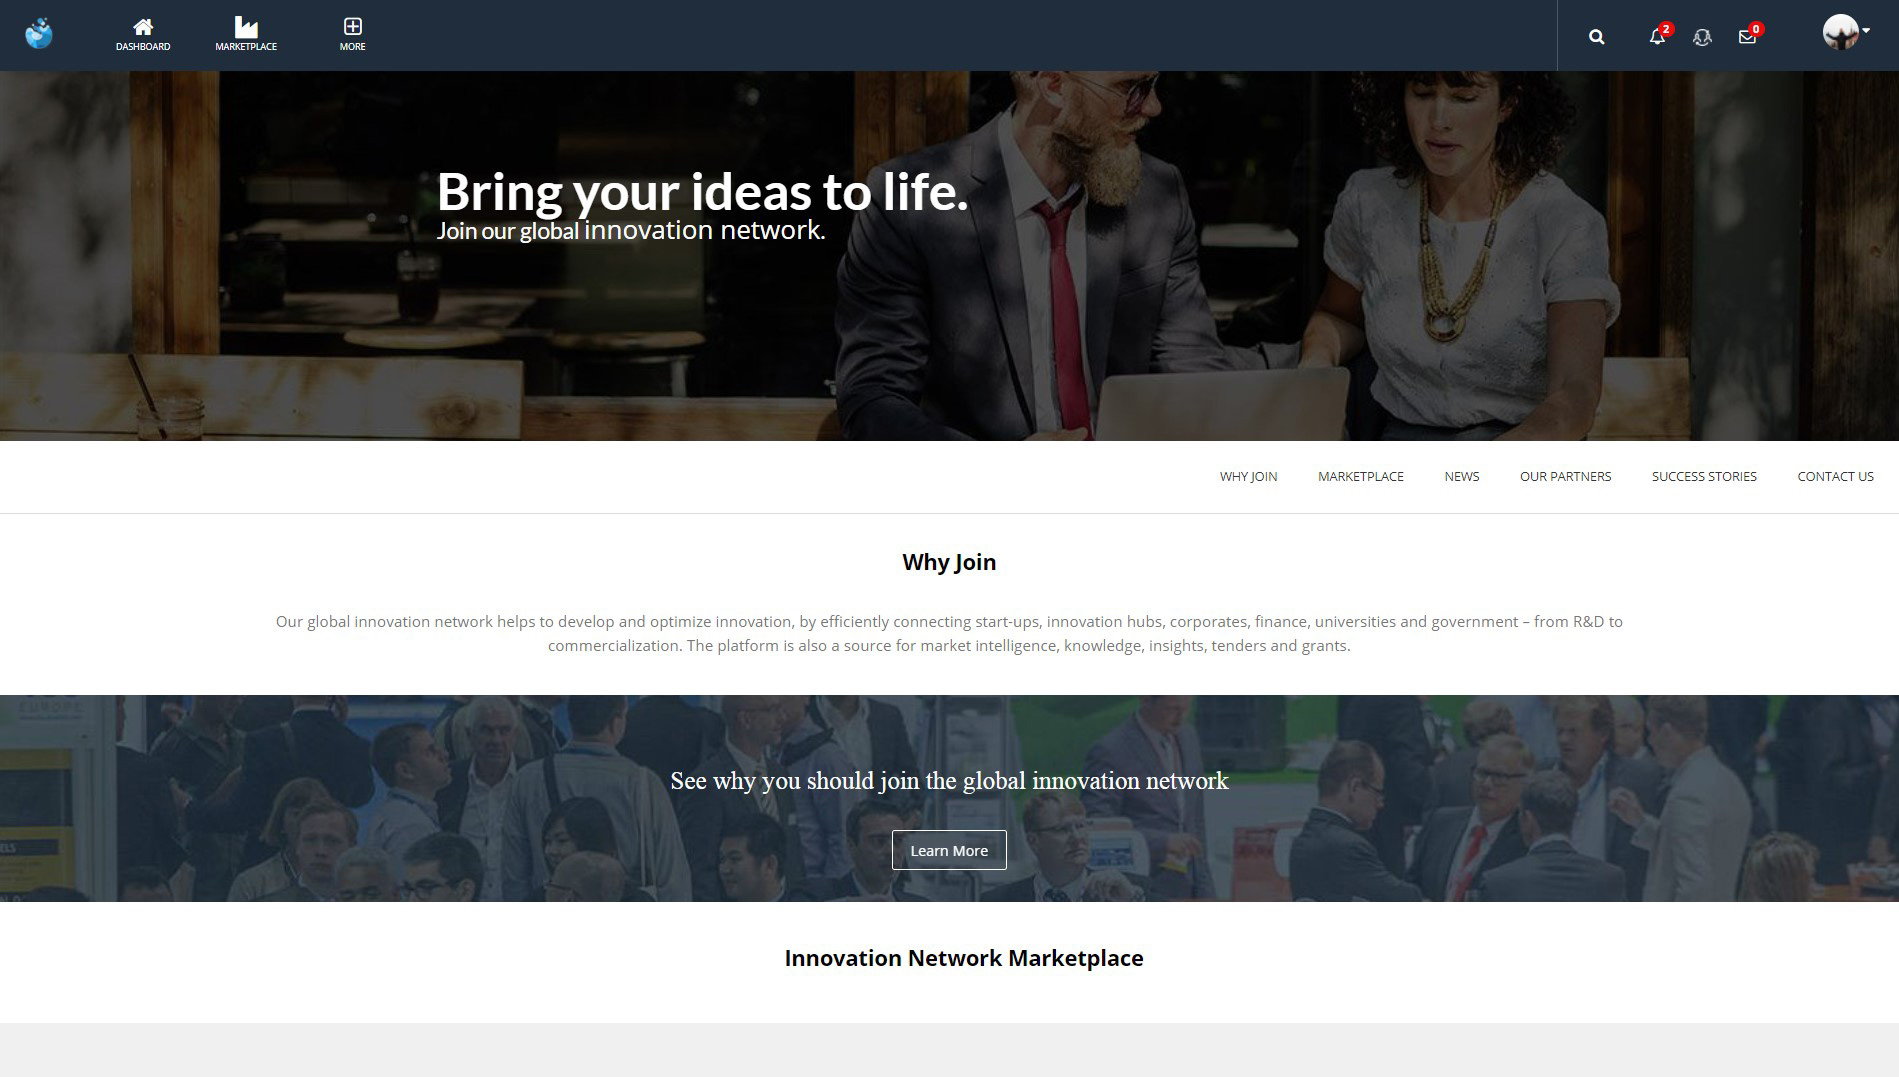 DASHBOARD
MARKETPLACE
MORE
2
0
Bring your ideas to life.
Join our global innovation network.
WHY JOIN
MARKETPLACE
NEWS
OUR PARTNERS
SUCCESS STORIES
CONTACT US
Why Join
Our global innovation network helps to develop and optimize innovation, by efficiently connecting start-ups, innovation hubs, corporates, finance, universities and government – from R&D to
commercialization. The platform is also a source for market intelligence, knowledge, insights, tenders and grants.
EUROPE
See why you should join the global innovation network
Learn More
Innovation Network Marketplace